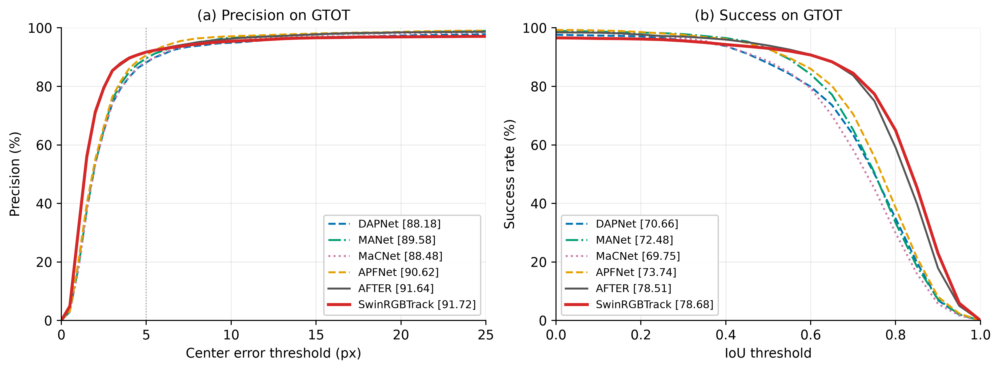 (a) Precision on GTOT
Precision (%)
100
80
60
40
20
0
0 5 10 15 20 25
Center error threshold (px)
DAPNet [88.18]
MANet [89.58]
MaCNet [88.48]
APFNet [90.62]
AFTER [91.64]
SwinRGBTrack [91.72]
(b) Success on GTOT
Success rate (%)
100
80
60
40
20
0
0.0 0.2 0.4 0.6 0.8 1.0
IoU threshold
DAPNet [70.66]
MANet [72.48]
MaCNet [69.75]
APFNet [73.74]
AFTER [78.51]
SwinRGBTrack [78.68]